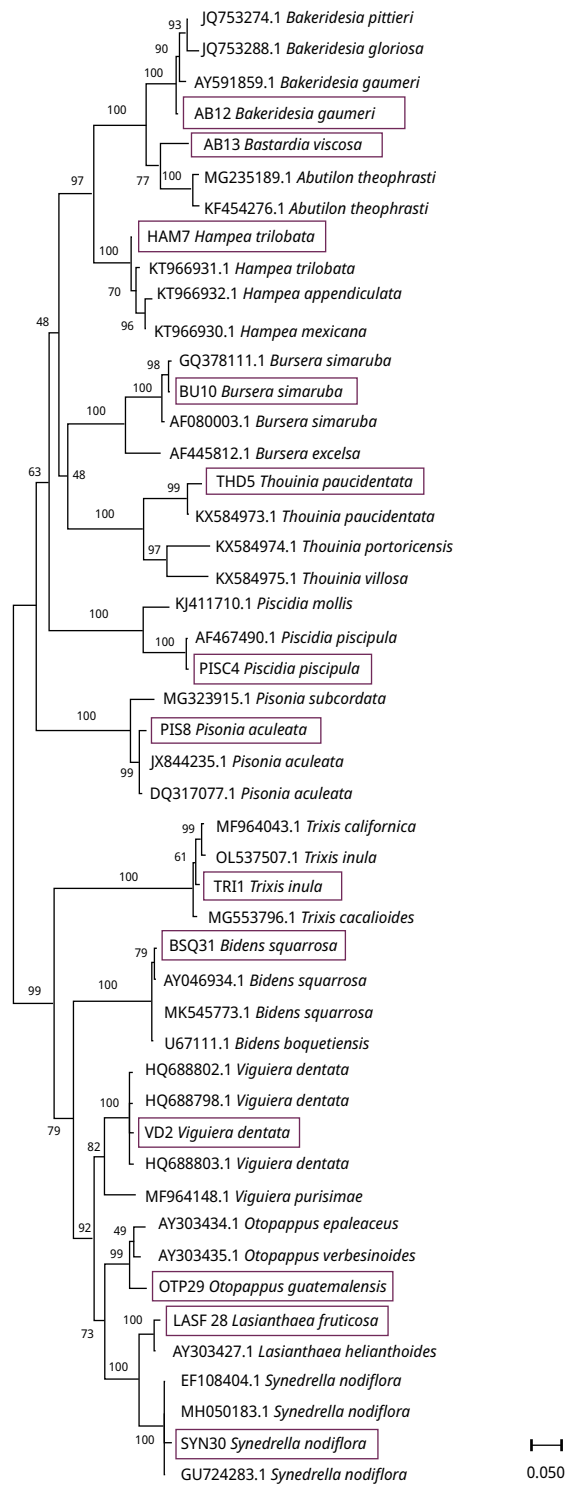 93
JQ753274.1 Bakeridesia pittieri
90
JQ753288.1 Bakeridesia gloriosa
100
AY591859.1 Bakeridesia gaumeri
100
AB12 Bakeridesia gaumeri
AB13 Bastardia viscosa
97
77
100
MG235189.1 Abutilon theophrasti
KF454276.1 Abutilon theophrasti
HAM7 Hampea trilobata
100
KT966931.1 Hampea trilobata
70
KT966932.1 Hampea appendiculata
48
96
KT966930.1 Hampea mexicana
98
GQ378111.1 Bursera simaruba
100
BU10 Bursera simaruba
100
AF080003.1 Bursera simaruba
AF445812.1 Bursera excelsa
63
48
99
THD5 Thouinia paucidentata
100
KX584973.1 Thouinia paucidentata
97
KX584974.1 Thouinia portoricensis
KX584975.1 Thouinia villosa
100
KJ411710.1 Piscidia mollis
100
AF467490.1 Piscidia piscipula
PISC4 Piscidia piscipula
MG323915.1 Pisonia subcordata
100
PIS8 Pisonia aculeata
99
JX844235.1 Pisonia aculeata
DQ317077.1 Pisonia aculeata
99
MF964043.1 Trixis californica
61
OL537507.1 Trixis inula
100
TRI1 Trixis inula
MG553796.1 Trixis cacalioides
79
BSQ31 Bidens squarrosa
99
100
AY046934.1 Bidens squarrosa
MK545773.1 Bidens squarrosa
U67111.1 Bidens boquetiensis
HQ688802.1 Viguiera dentata
100
HQ688798.1 Viguiera dentata
79
VD2 Viguiera dentata
82
HQ688803.1 Viguiera dentata
MF964148.1 Viguiera purisimae
92
49
AY303434.1 Otopappus epaleaceus
99
AY303435.1 Otopappus verbesinoides
OTP29 Otopappus guatemalensis
73
100
LASF 28 Lasianthaea fruticosa
100
AY303427.1 Lasianthaea helianthoides
EF108404.1 Synedrella nodiflora
MH050183.1 Synedrella nodiflora
100
SYN30 Synedrella nodiflora
GU724283.1 Synedrella nodiflora
0.050